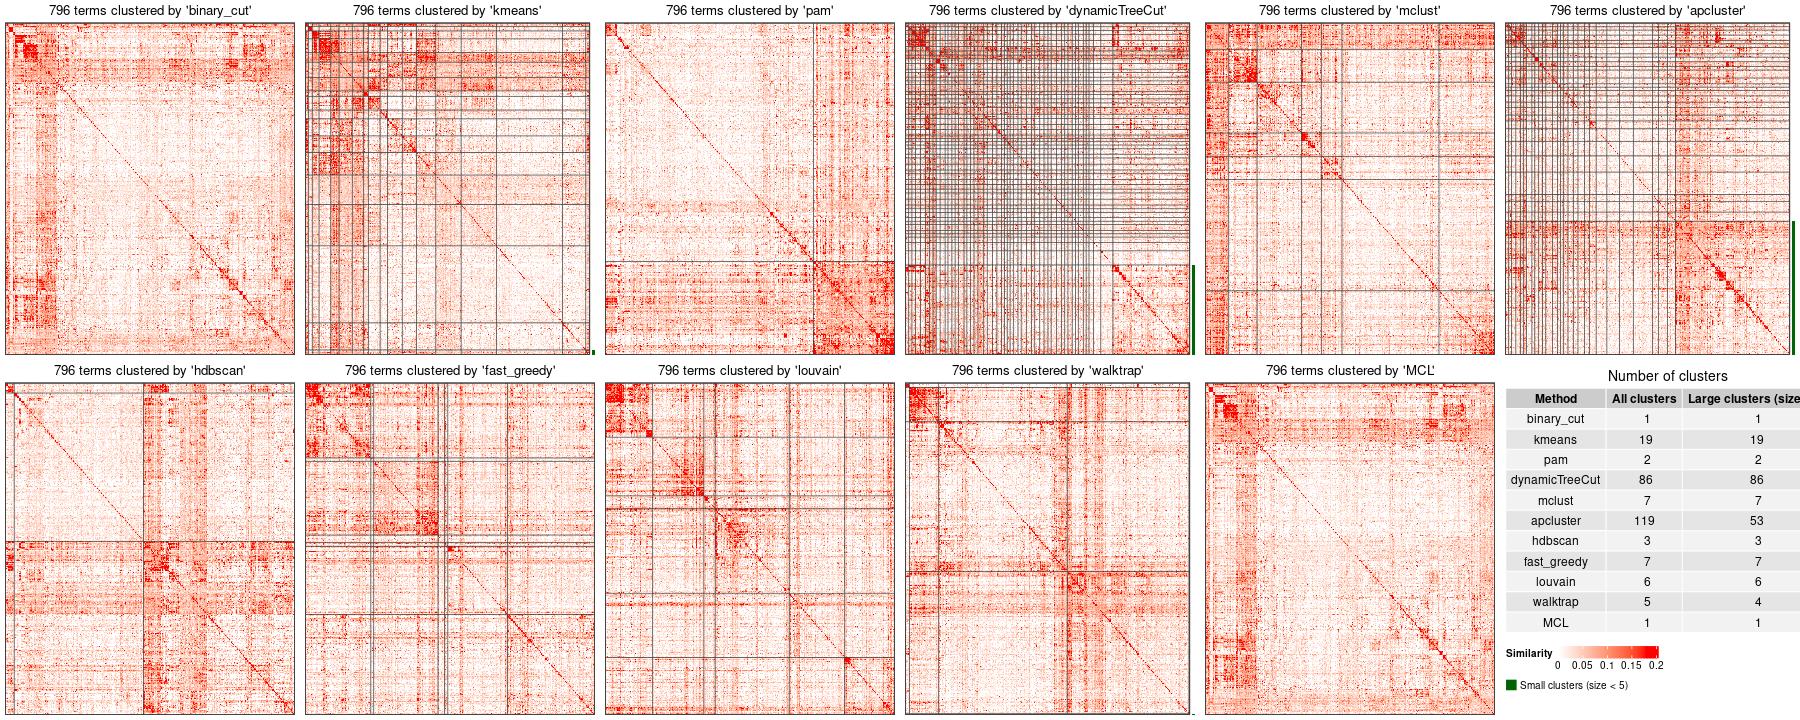 796 terms clustered by 'binary_cut'
796 terms clustered by 'kmeans'
796 terms clustered by 'pam'
796 terms clustered by 'dynamicTreeCut'
796 terms clustered by 'mclust'
796 terms clustered by 'apcluster'
796 terms clustered by 'hdbscan'
796 terms clustered by 'fast_greedy'
796 terms clustered by 'louvain'
796 terms clustered by 'walktrap'
796 terms clustered by 'MCL'
Number of clusters
Method All clusters Large clusters (size
binary_cut 1 1
kmeans 19 19
pam 2 2
dynamicTreeCut 86 86
mclust 7 7
apcluster 119 53
hdbscan 3 3
fast_greedy 7 7
louvain 6 6
walktrap 5 4
MCL 1 1
Similarity
0 0.05 0.1 0.15 0.2
Small clusters (size < 5)